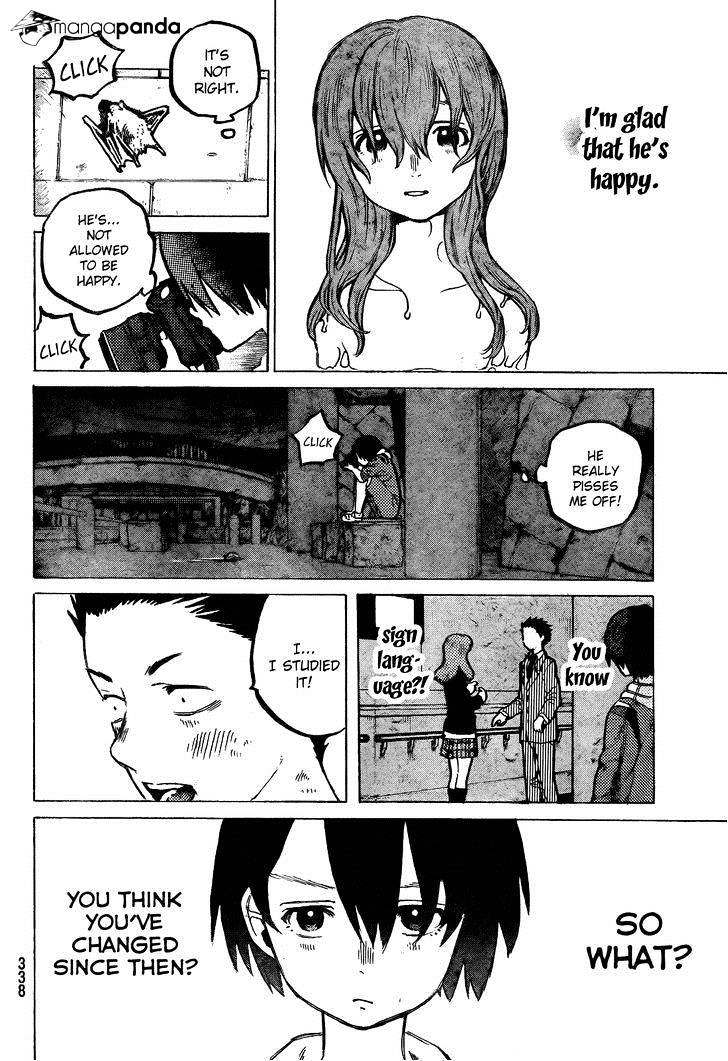 mangapanda
I'm glad
that he's
happy.
IT'S
NOT
RIGHT.
CLICK
HE'S...
NOT
ALLOWED
TO BE
HAPPY.
CLICK
HE
REALLY
PISSES
ME OFF!
CLICK
You
know
sign
lang-
uage?!
I...
I STUDIED
IT!
SO
WHAT?
YOU THINK
YOU'VE
CHANGED
SINCE THEN?
338